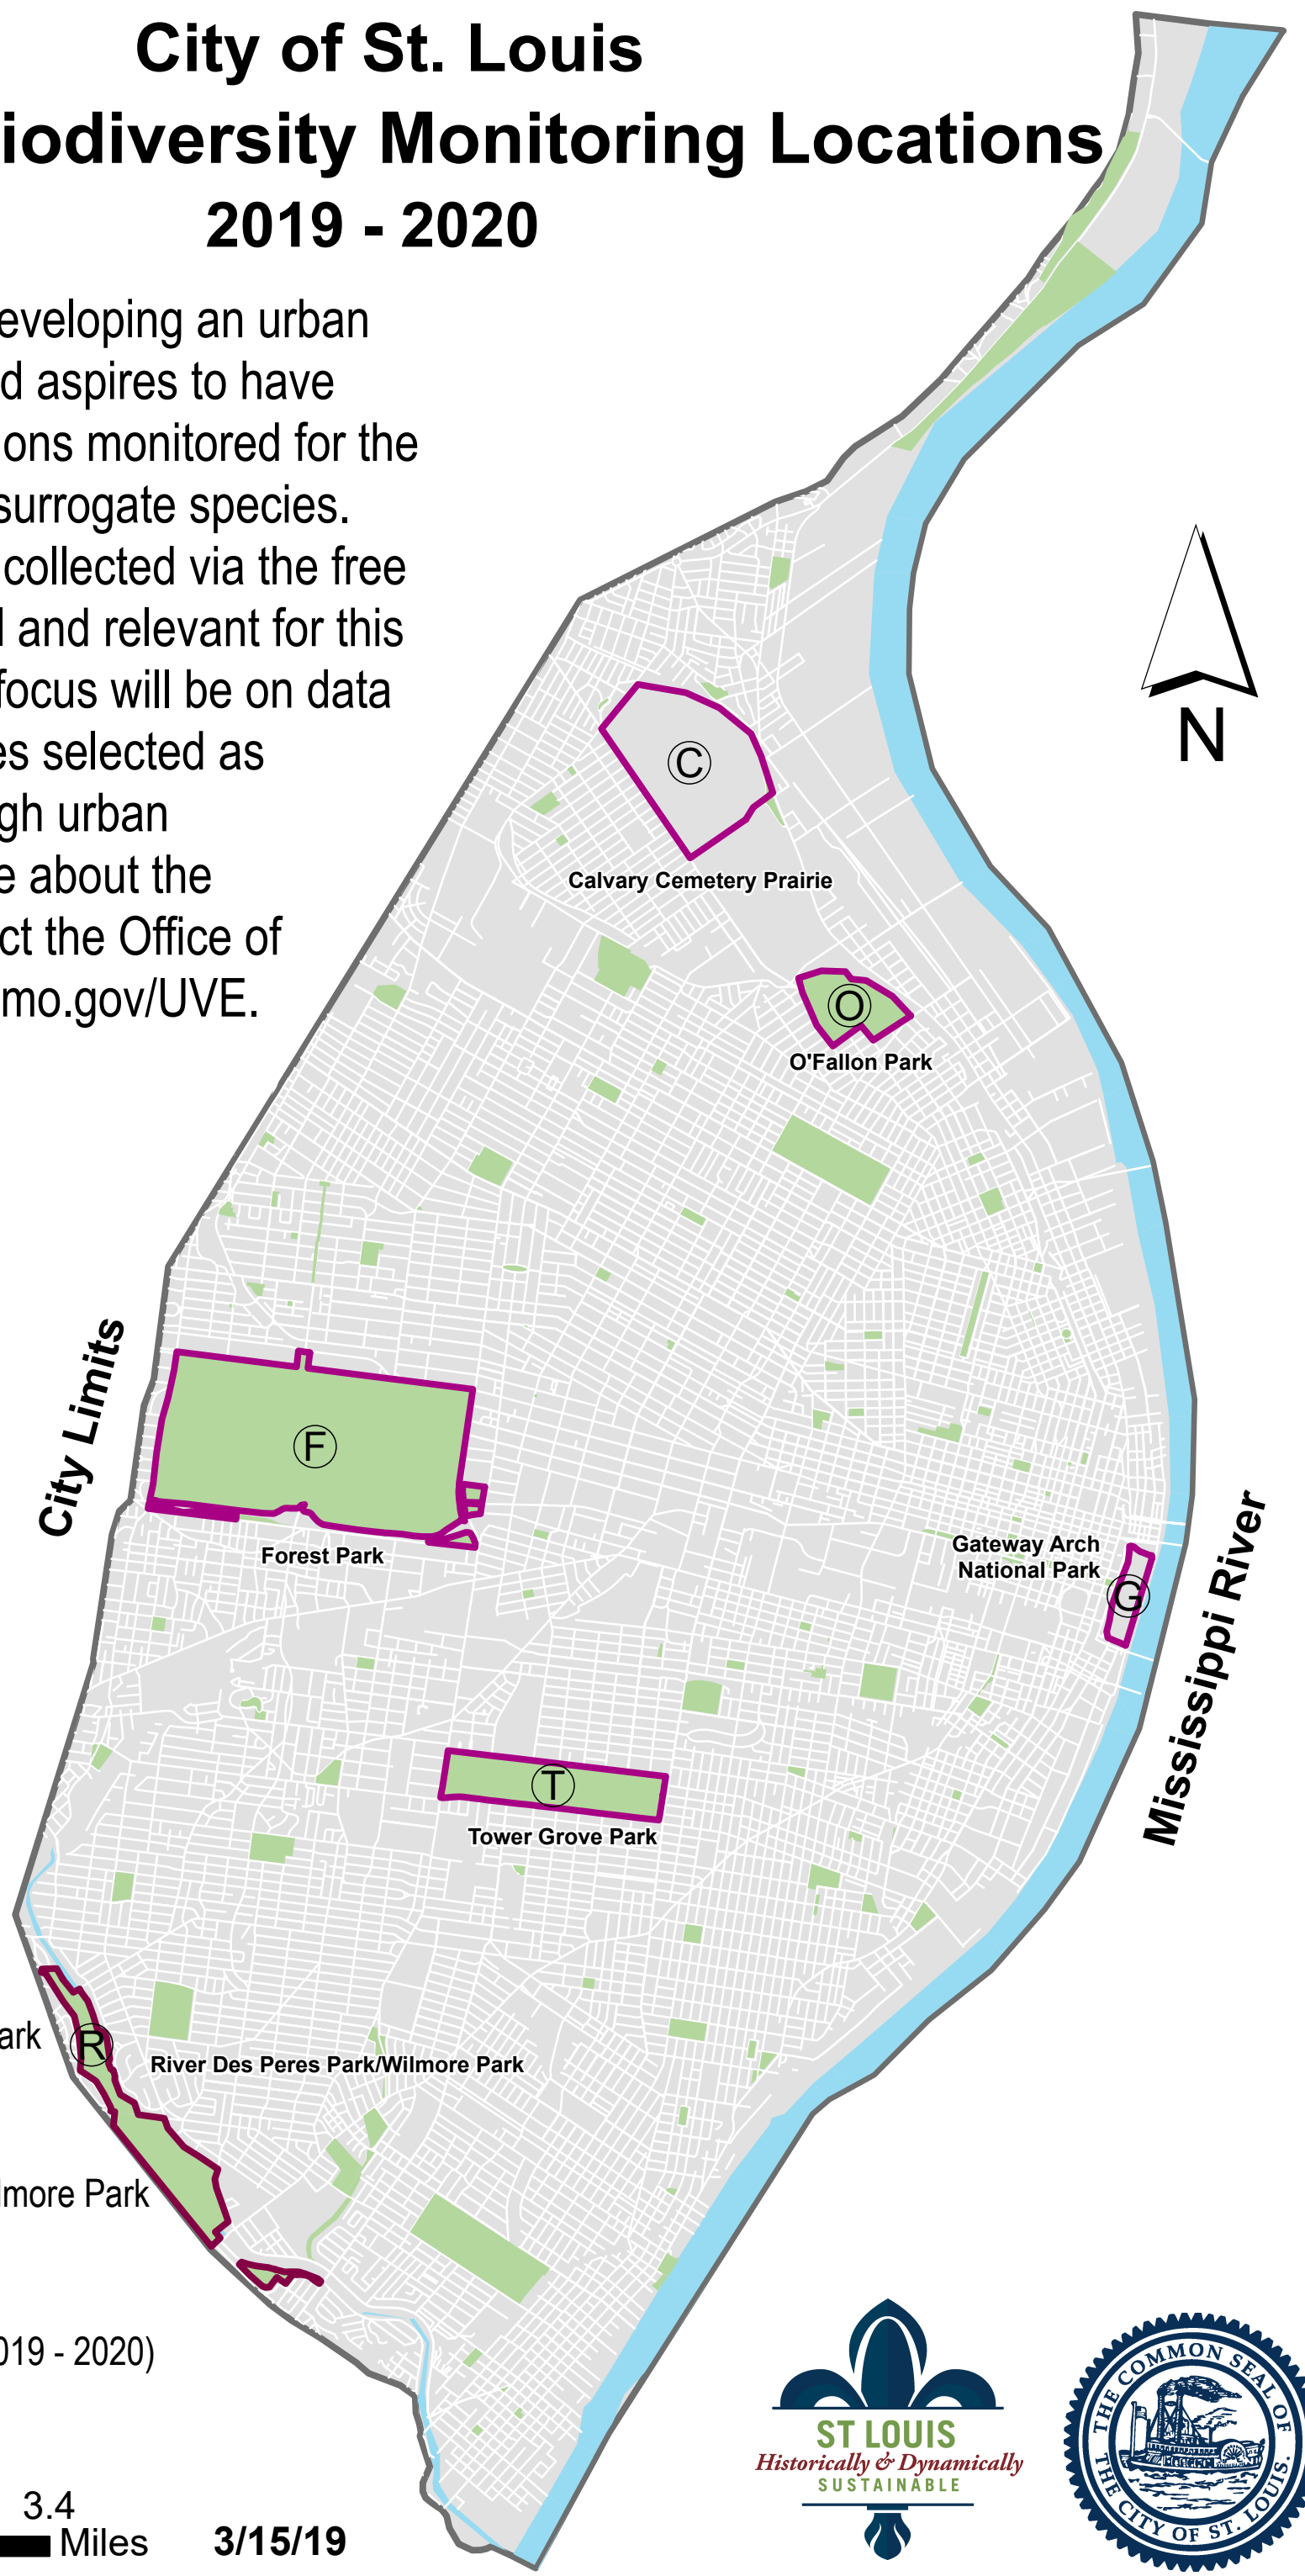 City of St. Louis
iodiversity Monitoring Locations
2019 - 2020
eveloping an urban
d aspires to have
ons monitored for the
surrogate species.
collected via the free
and relevant for this
focus will be on data
es selected as
gh urban
e about the
ct the Office of
mo.gov/UVE.
N
C
Calvary Cemetery Prairie
O
O'Fallon Park
City Limits
F
Forest Park
Gateway Arch
National Park
G
Mississippi River
T
Tower Grove Park
ark
R
River Des Peres Park/Wilmore Park
lmore Park
019 - 2020)
3.4
Miles
3/15/19
ST LOUIS
Historically & Dynamically
SUSTAINABLE
THE COMMON SEAL OF
THE CITY OF ST. LOUIS.